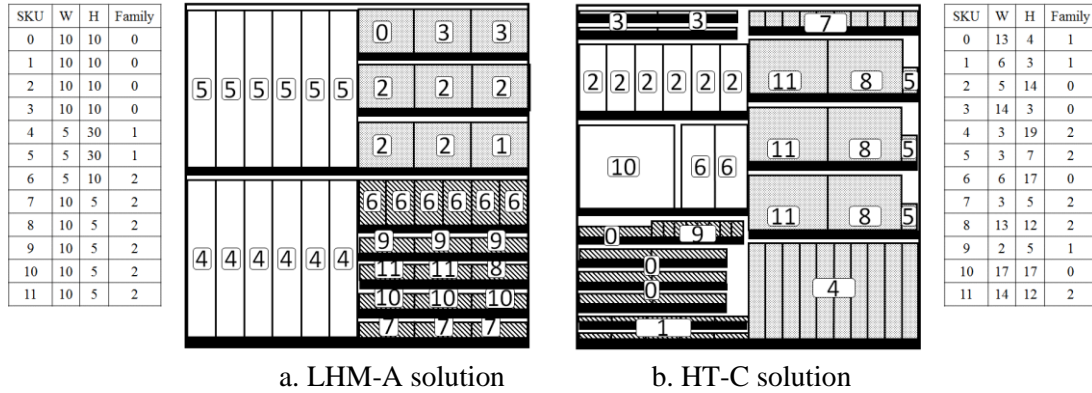 SKU W H Family
0 10 10 0
1 10 10 0
2 10 10 0
3 10 10 0
4 5 30 1
5 5 30 1
6 5 10 2
7 10 5 2
8 10 5 2
9 10 5 2
10 10 5 2
11 10 5 2
5 5 5 5 5 5
0 3 3
2 2 2
2 2 1
4 4 4 4 4 4
6 6 6 6 6 6
9 9 9
11 11 8
10 10 10
7 7 7
3 3
2 2 2 2 2 2
10 6 6
0 9
0
0
1
7
11 8 5
11 8 5
11 8 5
4
SKU W H Family
0 13 4 1
1 6 3 1
2 5 14 0
3 14 3 0
4 3 19 2
5 3 7 2
6 6 17 0
7 3 5 2
8 13 12 2
9 2 5 1
10 17 17 0
11 14 12 2
a. LHM-A solution
b. HT-C solution